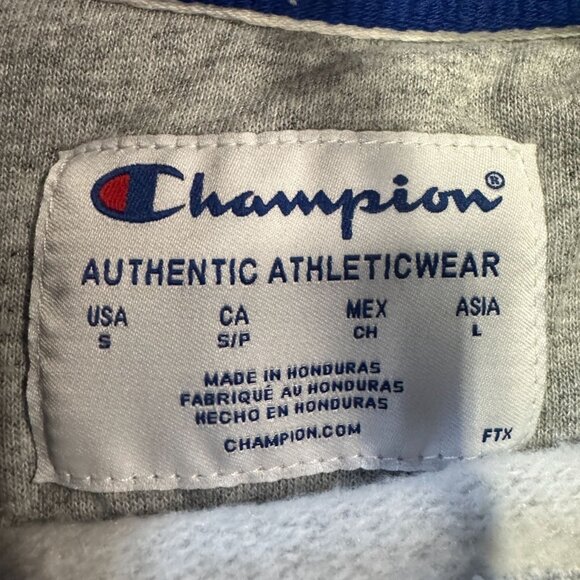 Champion®
AUTHENTIC ATHLETICWEAR
USA CA MEX ASIA
S S/P CH L
MADE IN HONDURAS
FABRIQUÉ AU HONDURAS
HECHO EN HONDURAS
CHAMPION.COM FTX